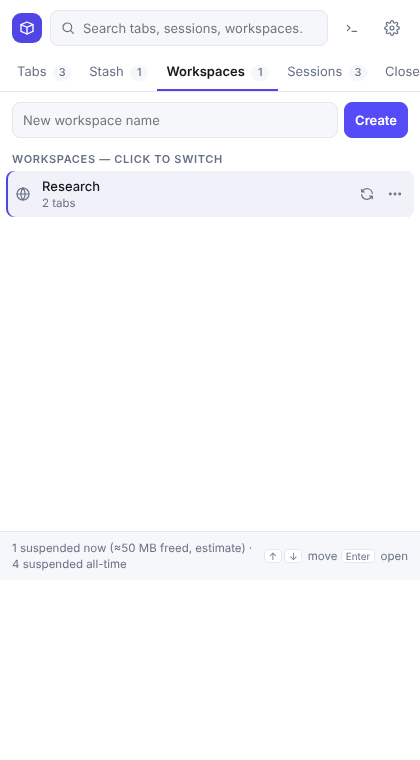 Search tabs, sessions, workspaces.
Tabs 3 Stash 1 Workspaces 1 Sessions 3 Close
New workspace name Create
WORKSPACES — CLICK TO SWITCH
Research
2 tabs
1 suspended now (≈50 MB freed, estimate) ·
4 suspended all-time
↑ ↓ move Enter open